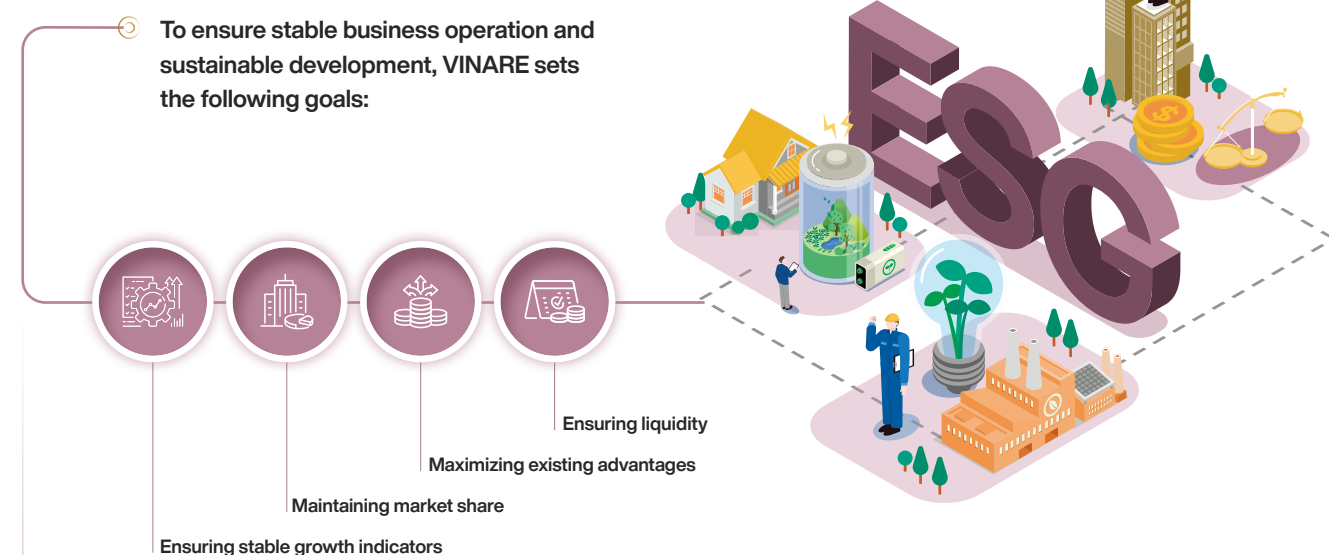 To ensure stable business operation and
sustainable development, VINARE sets
the following goals:
ESG
Ensuring liquidity
Maximizing existing advantages
Maintaining market share
Ensuring stable growth indicators